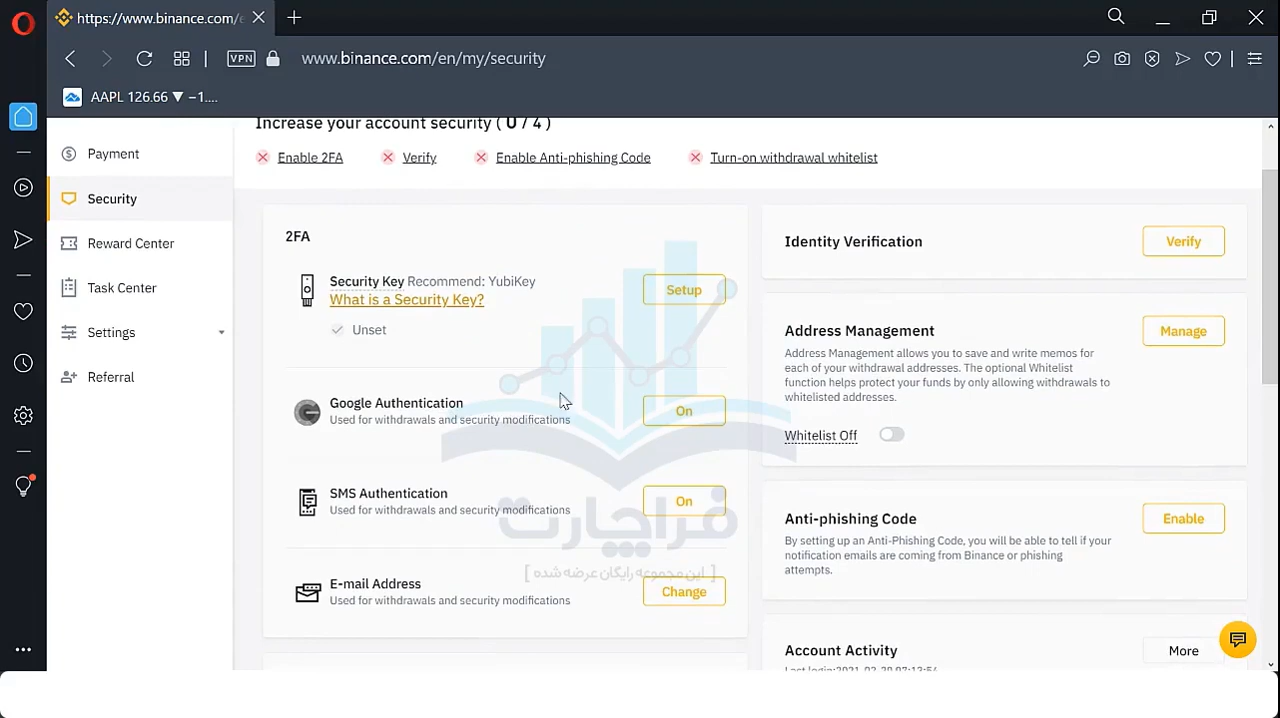 https://www.binance.com/e
VPN
www.binance.com/en/my/security
AAPL 126.66 ▼ −1....
Increase your account security ( 0 / 4 )
Enable 2FA
Verify
Enable Anti-phishing Code
Turn-on withdrawal whitelist
Payment
Security
Reward Center
Task Center
Settings
Referral
2FA
Security Key Recommend: YubiKey
What is a Security Key?
Unset
Setup
Google Authentication
Used for withdrawals and security modifications
On
SMS Authentication
Used for withdrawals and security modifications
On
E-mail Address
Used for withdrawals and security modifications
Change
Identity Verification
Verify
Address Management
Address Management allows you to save and write memos for
each of your withdrawal addresses. The optional Whitelist
function helps protect your funds by only allowing withdrawals to
whitelisted addresses.
Manage
Whitelist Off
Anti-phishing Code
By setting up an Anti-Phishing Code, you will be able to tell if your
notification emails are coming from Binance or phishing
attempts.
Enable
Account Activity
More
فراچارت
[ این مجموعه رایگان عرضه شده ]